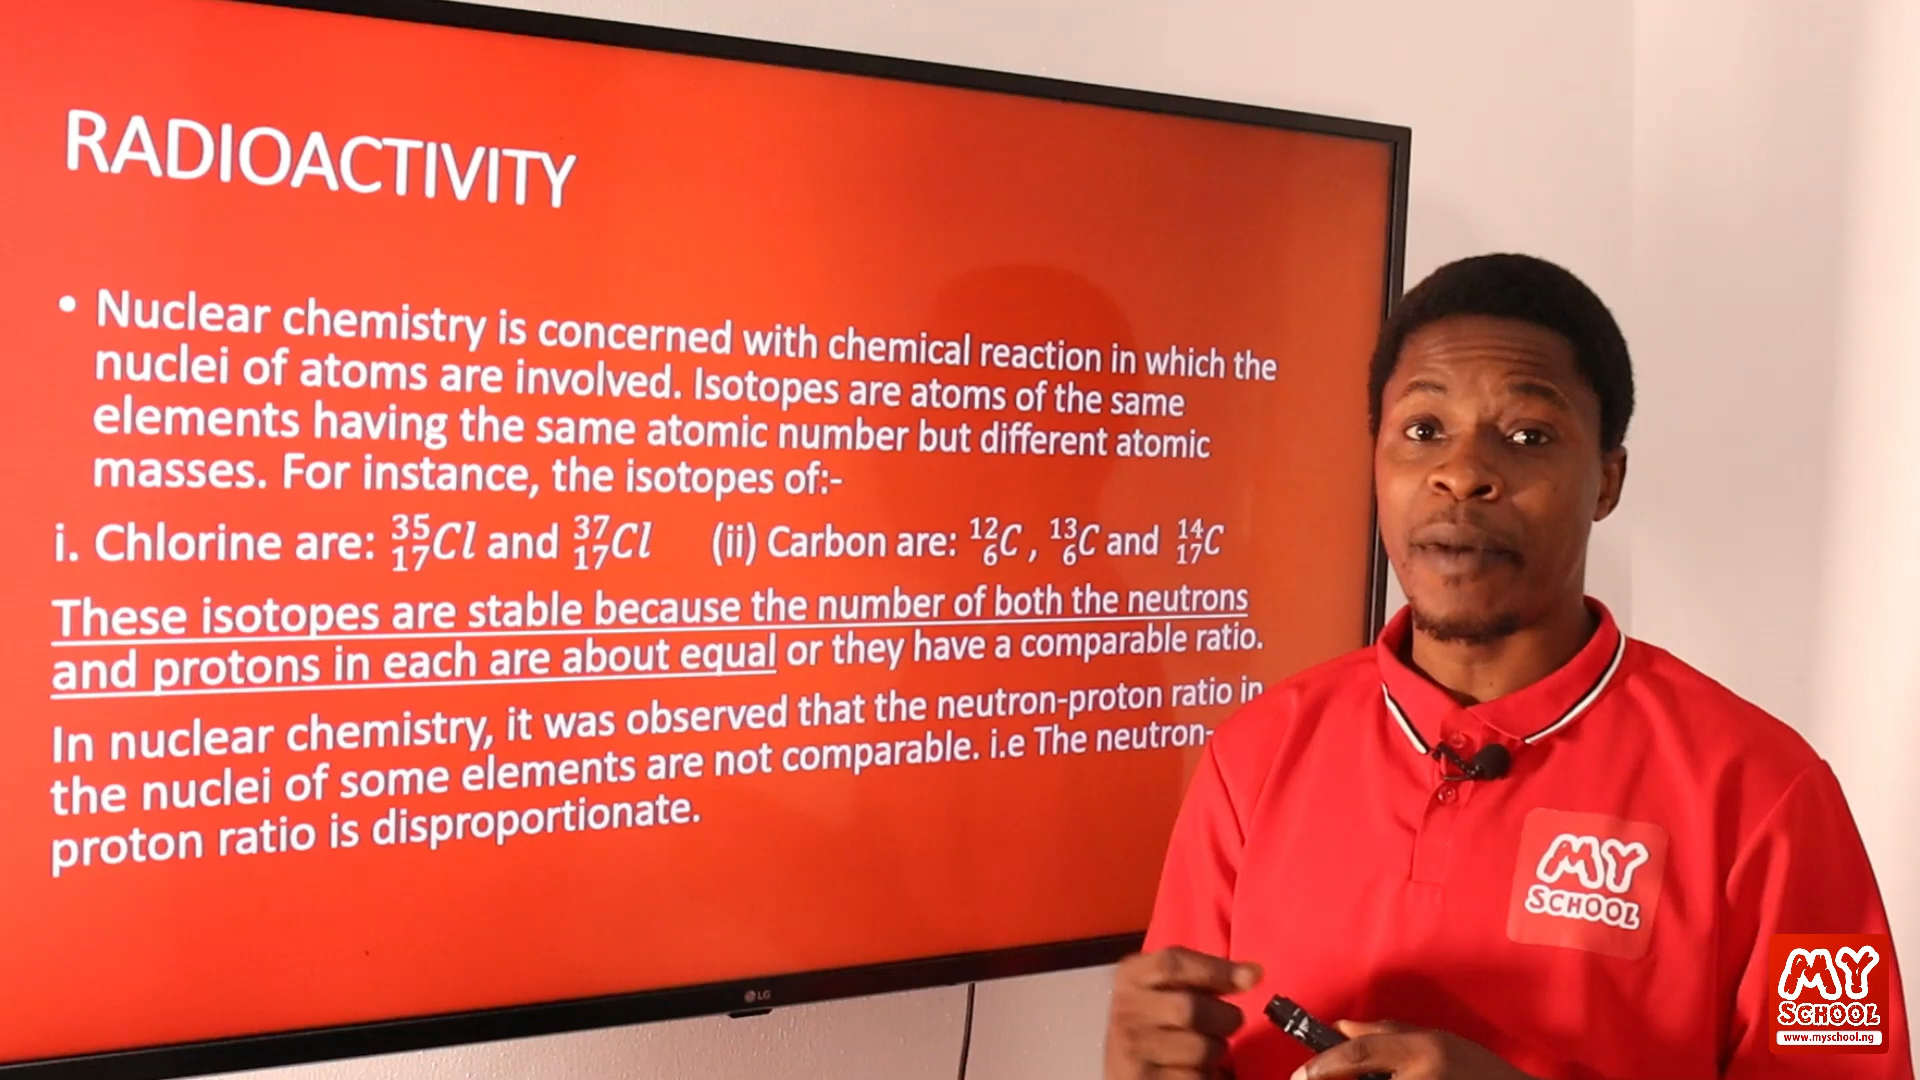 RADIOACTIVITY
• Nuclear chemistry is concerned with chemical reaction in which the
nuclei of atoms are involved. Isotopes are atoms of the same
elements having the same atomic number but different atomic
masses. For instance, the isotopes of:-
i. Chlorine are: ³⁵₁₇Cl and ³⁷₁₇Cl (ii) Carbon are: ¹²₆C , ¹³₆C and ¹⁴₁₇C
These isotopes are stable because the number of both the neutrons
and protons in each are about equal or they have a comparable ratio.
In nuclear chemistry, it was observed that the neutron-proton ratio in
the nuclei of some elements are not comparable. i.e The neutron-
proton ratio is disproportionate.
LG
MY
SCHOOL
MY
SCHOOL
www.myschool.ng